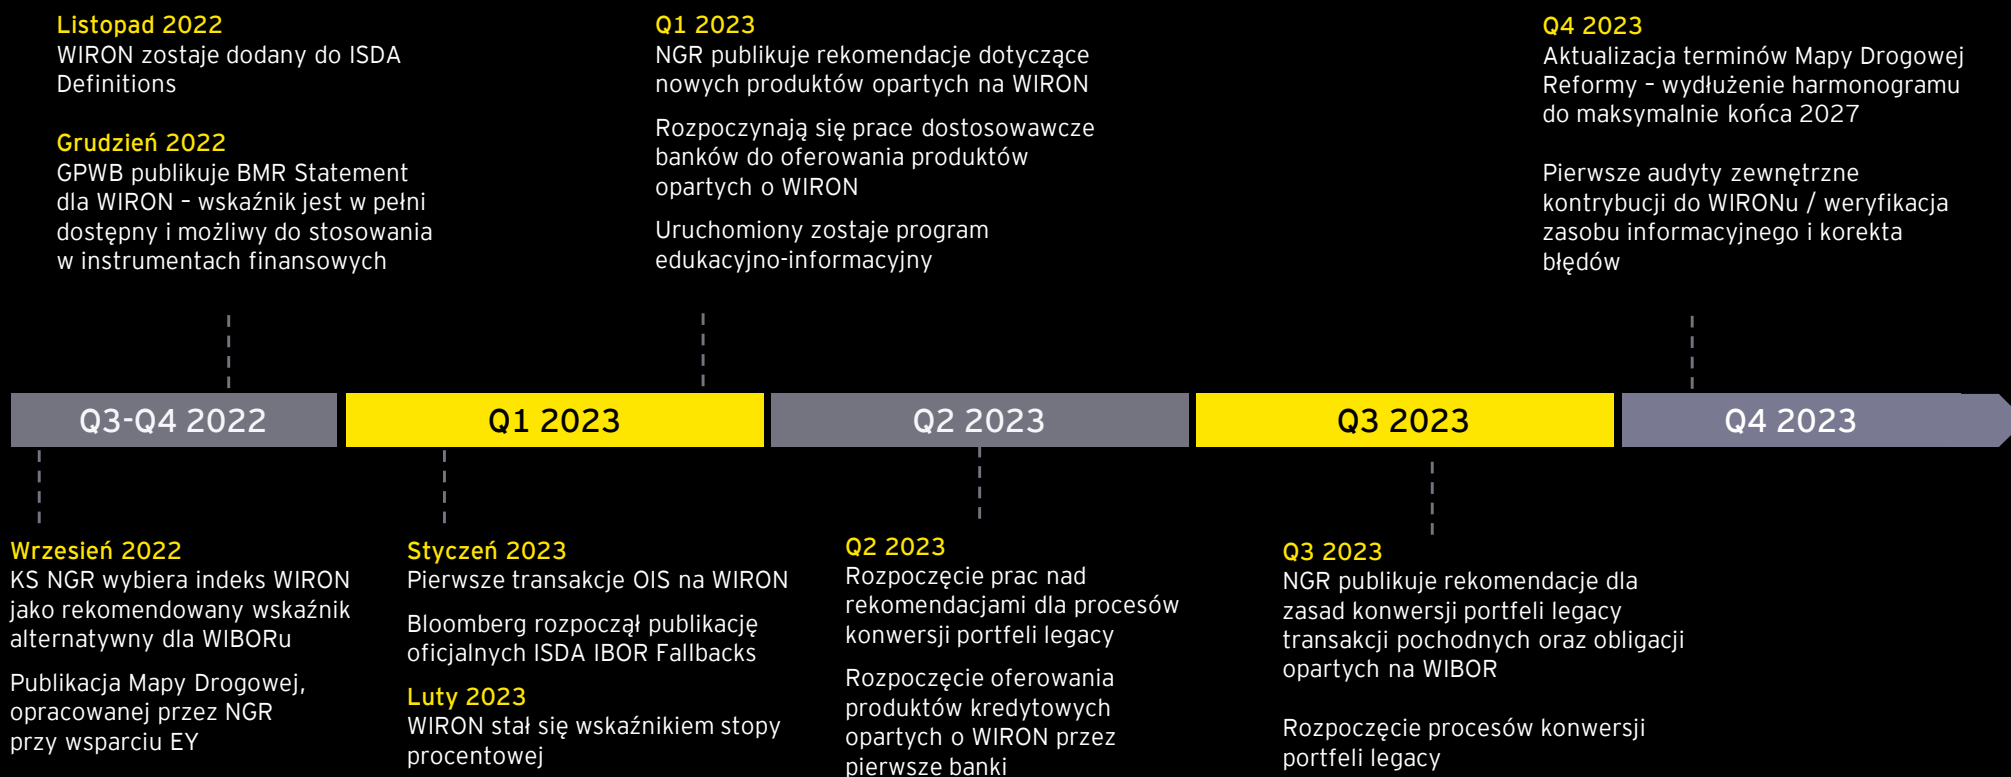 Listopad 2022
WIRON zostaje dodany do ISDA
Definitions
Grudzień 2022
GPWB publikuje BMR Statement
dla WIRON – wskaźnik jest w pełni
dostępny i możliwy do stosowania
w instrumentach finansowych
Q1 2023
NGR publikuje rekomendacje dotyczące
nowych produktów opartych na WIRON
Rozpoczynają się prace dostosowawcze
banków do oferowania produktów
opartych o WIRON
Uruchomiony zostaje program
edukacyjno-informacyjny
Q4 2023
Aktualizacja terminów Mapy Drogowej
Reformy – wydłużenie harmonogramu
do maksymalnie końca 2027
Pierwsze audyty zewnętrzne
kontrybucji do WIRONu / weryfikacja
zasobu informacyjnego i korekta
błędów
Q3-Q4 2022
Q1 2023
Q2 2023
Q3 2023
Q4 2023
Wrzesień 2022
KS NGR wybiera indeks WIRON
jako rekomendowany wskaźnik
alternatywny dla WIBORu
Publikacja Mapy Drogowej,
opracowanej przez NGR
przy wsparciu EY
Styczeń 2023
Pierwsze transakcje OIS na WIRON
Bloomberg rozpoczął publikację
oficjalnych ISDA IBOR Fallbacks
Luty 2023
WIRON stał się wskaźnikiem stopy
procentowej
Q2 2023
Rozpoczęcie prac nad
rekomendacjami dla procesów
konwersji portfeli legacy
Rozpoczęcie oferowania
produktów kredytowych
opartych o WIRON przez
pierwsze banki
Q3 2023
NGR publikuje rekomendacje dla
zasad konwersji portfeli legacy
transakcji pochodnych oraz obligacji
opartych na WIBOR
Rozpoczęcie procesów konwersji
portfeli legacy